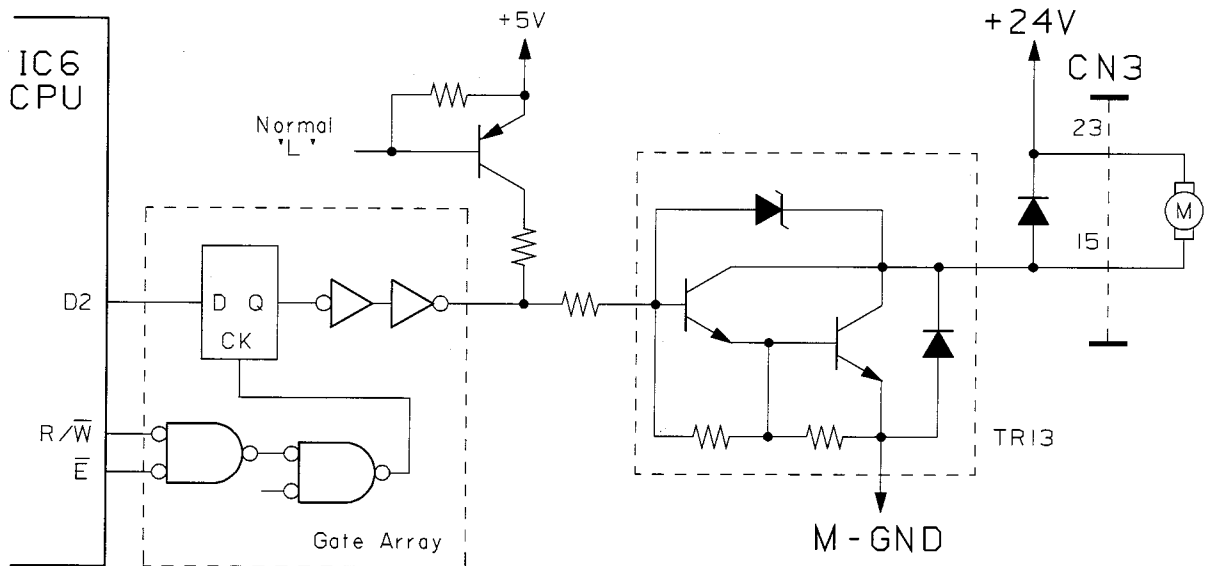 +5V
+24V
IC6
CPU
CN3
Normal
"L"
23
M
15
D2
D Q
CK
R/W̅
E̅
TR13
Gate Array
M-GND